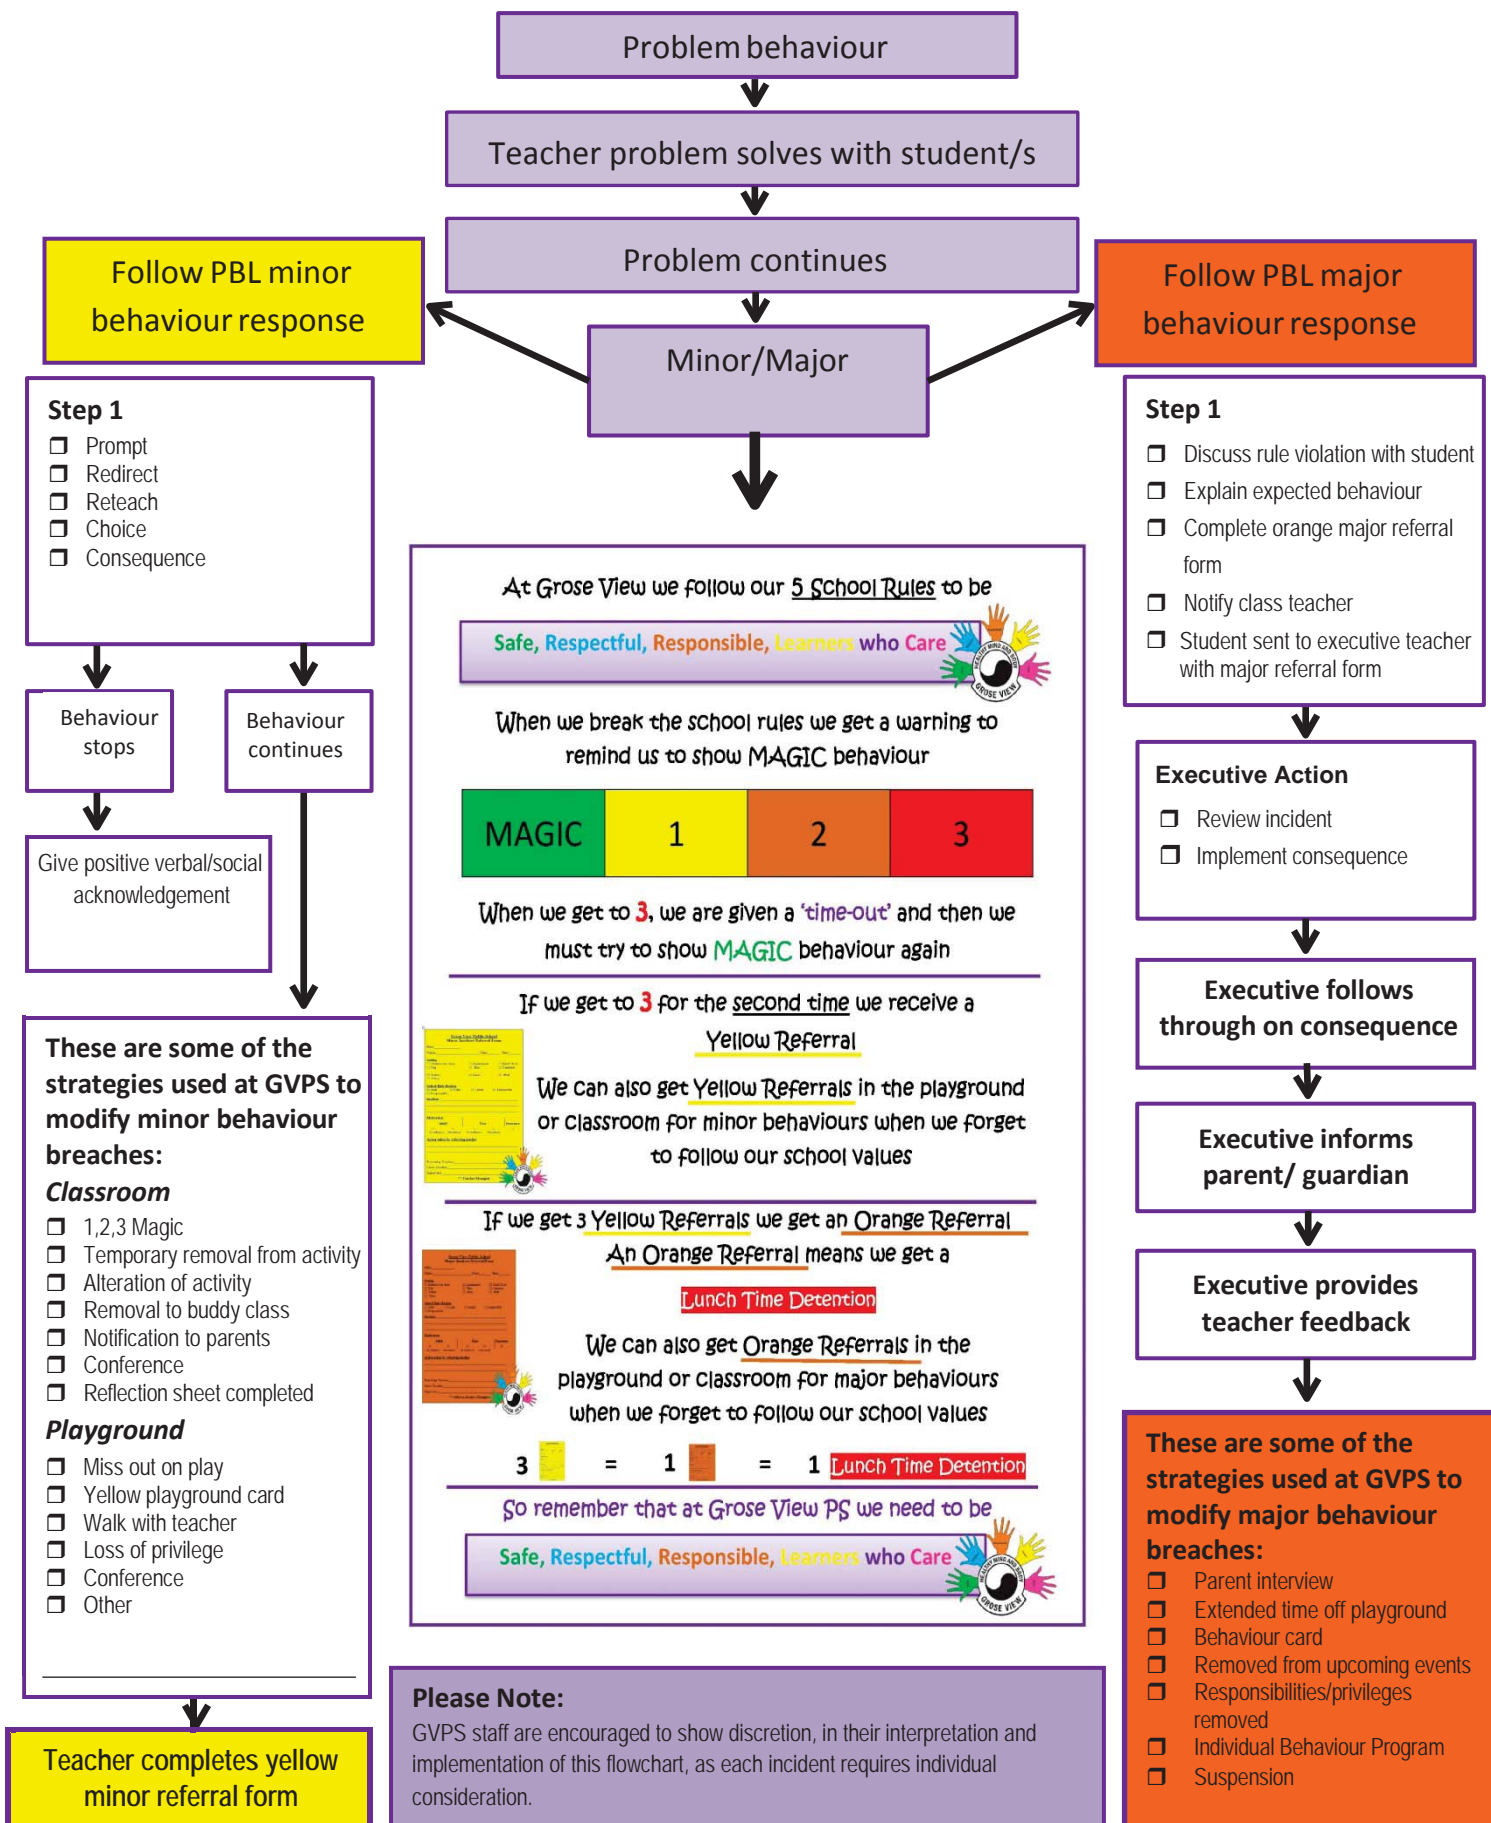 Problem behaviour
Teacher problem solves with student/s
Problem continues
Minor/Major
Follow PBL minor
behaviour response
Step 1
Prompt
Redirect
Reteach
Choice
Consequence
Behaviour
stops
Behaviour
continues
Give positive verbal/social
acknowledgement
These are some of the
strategies used at GVPS to
modify minor behaviour
breaches:
Classroom
1,2,3 Magic
Temporary removal from activity
Alteration of activity
Removal to buddy class
Notification to parents
Conference
Reflection sheet completed
Playground
Miss out on play
Yellow playground card
Walk with teacher
Loss of privilege
Conference
Other
Teacher completes yellow
minor referral form
At Grose View we follow our 5 School Rules to be
Safe, Respectful, Responsible, Learners who Care
HEALTHY MIND AND BODY
GROSE VIEW
When we break the school rules we get a warning to
remind us to show MAGIC behaviour
MAGIC 1 2 3
When we get to 3, we are given a 'time-out' and then we
must try to show MAGIC behaviour again
If we get to 3 for the second time we receive a
Yellow Referral
We can also get Yellow Referrals in the playground
or classroom for minor behaviours when we forget
to follow our school values
If we get 3 Yellow Referrals we get an Orange Referral
An Orange Referral means we get a
Lunch Time Detention
We can also get Orange Referrals in the
playground or classroom for major behaviours
when we forget to follow our school values
3 = 1 = 1 Lunch Time Detention
So remember that at Grose View PS we need to be
Safe, Respectful, Responsible, Learners who Care
HEALTHY MIND AND BODY
GROSE VIEW
Please Note:
GVPS staff are encouraged to show discretion, in their interpretation and
implementation of this flowchart, as each incident requires individual
consideration.
Follow PBL major
behaviour response
Step 1
Discuss rule violation with student
Explain expected behaviour
Complete orange major referral
form
Notify class teacher
Student sent to executive teacher
with major referral form
Executive Action
Review incident
Implement consequence
Executive follows
through on consequence
Executive informs
parent/ guardian
Executive provides
teacher feedback
These are some of the
strategies used at GVPS to
modify major behaviour
breaches:
Parent interview
Extended time off playground
Behaviour card
Removed from upcoming events
Responsibilities/privileges
removed
Individual Behaviour Program
Suspension